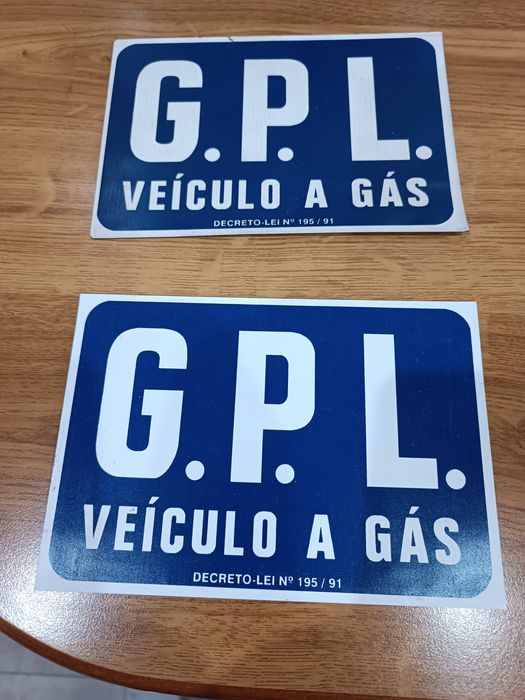 G.P.L.
VEÍCULO A GÁS
DECRETO-LEI Nº 195 / 91
G.P.L.
VEÍCULO A GÁS
DECRETO-LEI Nº 195 / 91